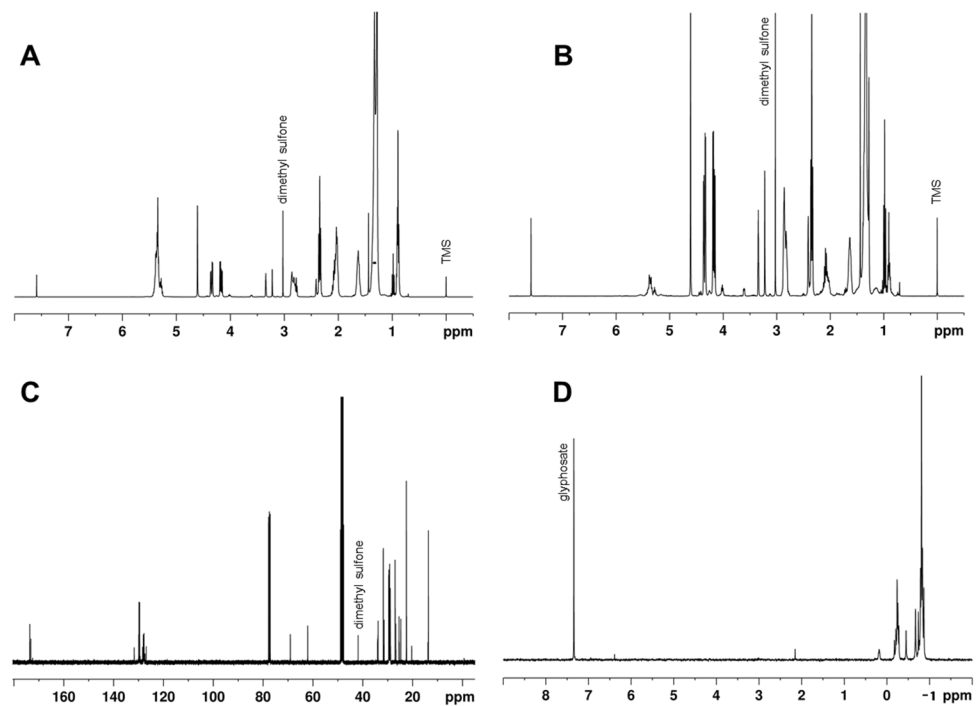 A
dimethyl sulfone
TMS
7 6 5 4 3 2 1 ppm
B
dimethyl sulfone
TMS
7 6 5 4 3 2 1 ppm
C
dimethyl sulfone
160 140 120 100 80 60 40 20 ppm
D
glyphosate
8 7 6 5 4 3 2 1 0 -1 ppm